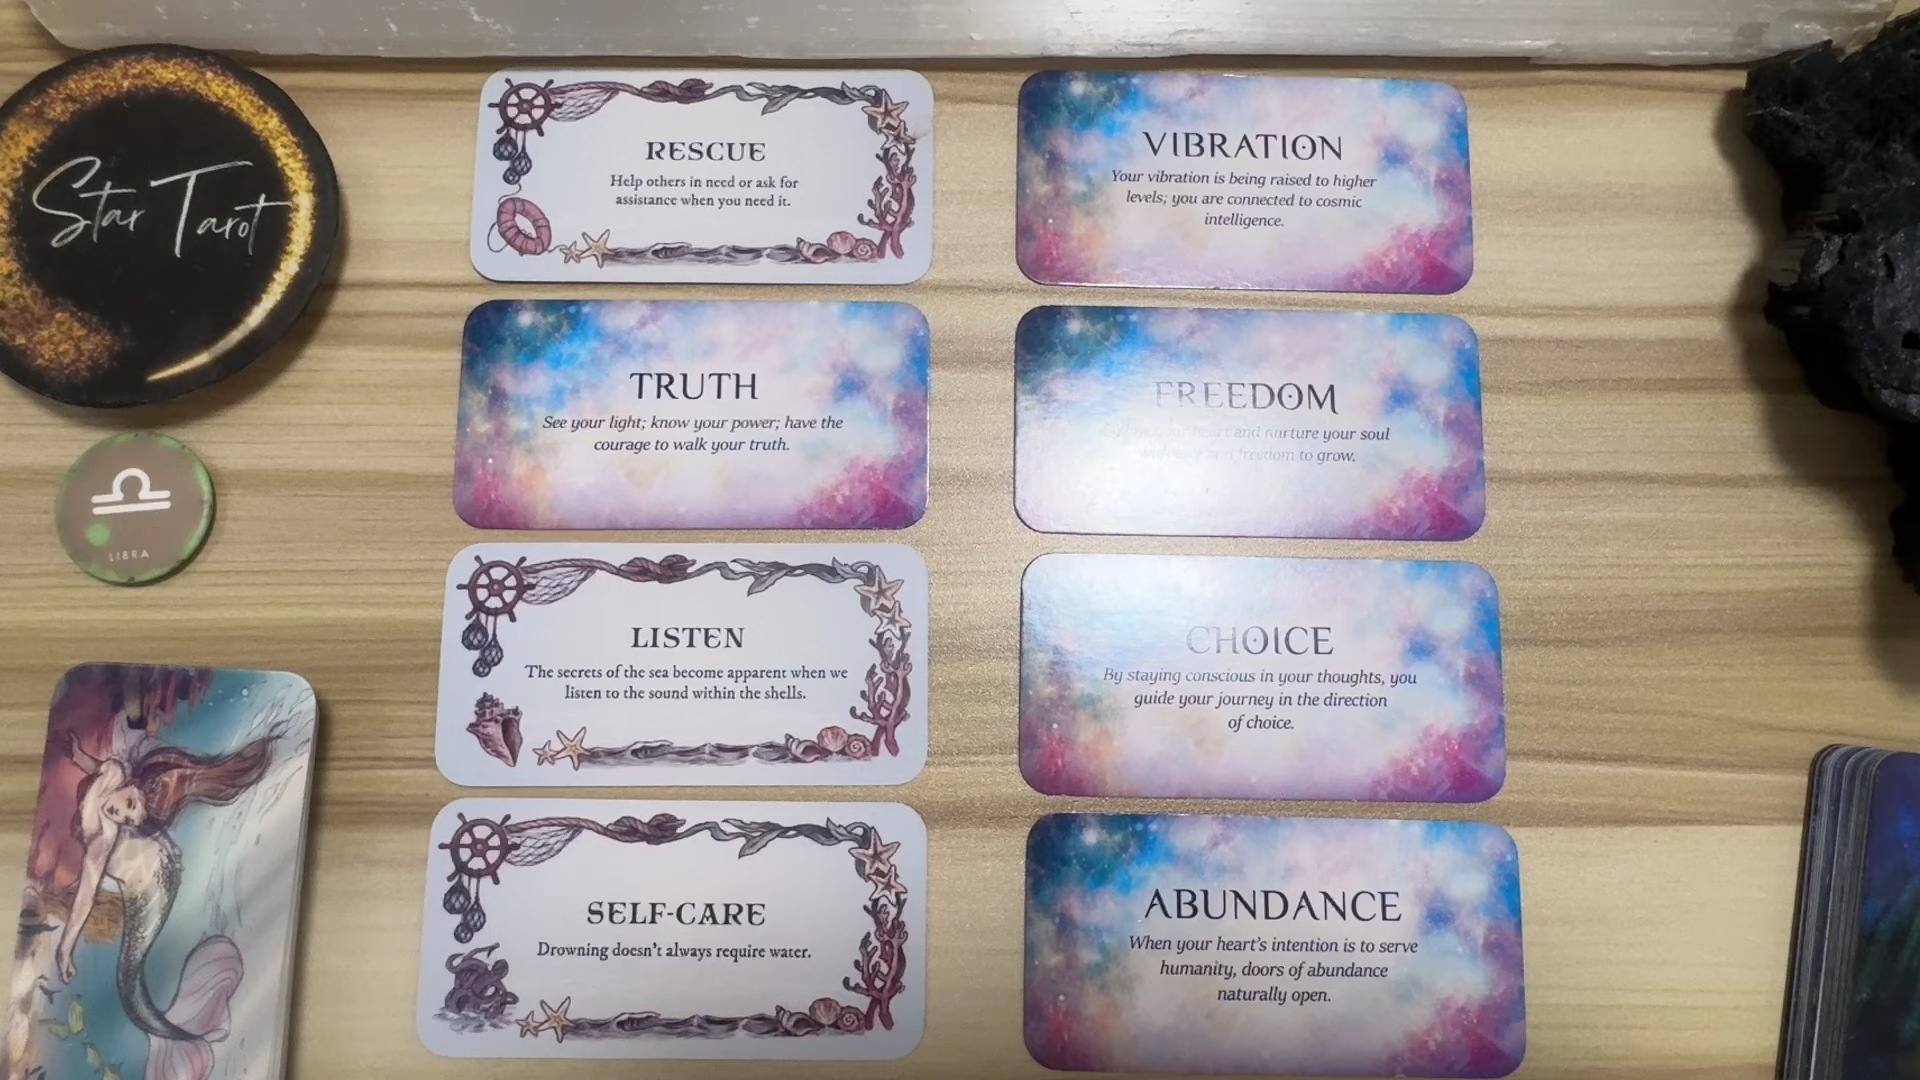 Star Tarot
LIBRA
RESCUE
Help others in need or ask for
assistance when you need it.
TRUTH
See your light; know your power; have the
courage to walk your truth.
LISTEN
The secrets of the sea become apparent when we
listen to the sound within the shells.
SELF-CARE
Drowning doesn't always require water.
VIBRATION
Your vibration is being raised to higher
levels; you are connected to cosmic
intelligence.
FREEDOM
and nurture your soul
freedom to grow.
CHOICE
By staying conscious in your thoughts, you
guide your journey in the direction
of choice.
ABUNDANCE
When your heart's intention is to serve
humanity, doors of abundance
naturally open.